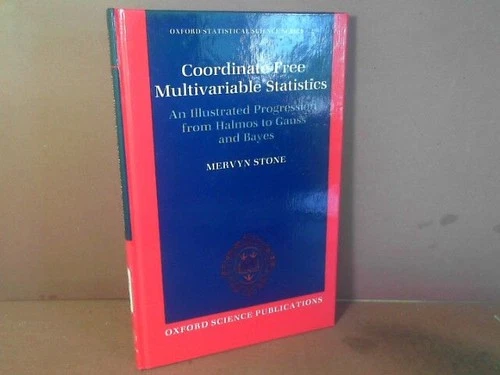 OXFORD STATISTICAL SCIENCE SERIES
Coordinate-Free
Multivariable Statistics
An Illustrated Progression
from Halmos to Gauss
and Bayes
MERVYN STONE
OXFORD SCIENCE PUBLICATIONS